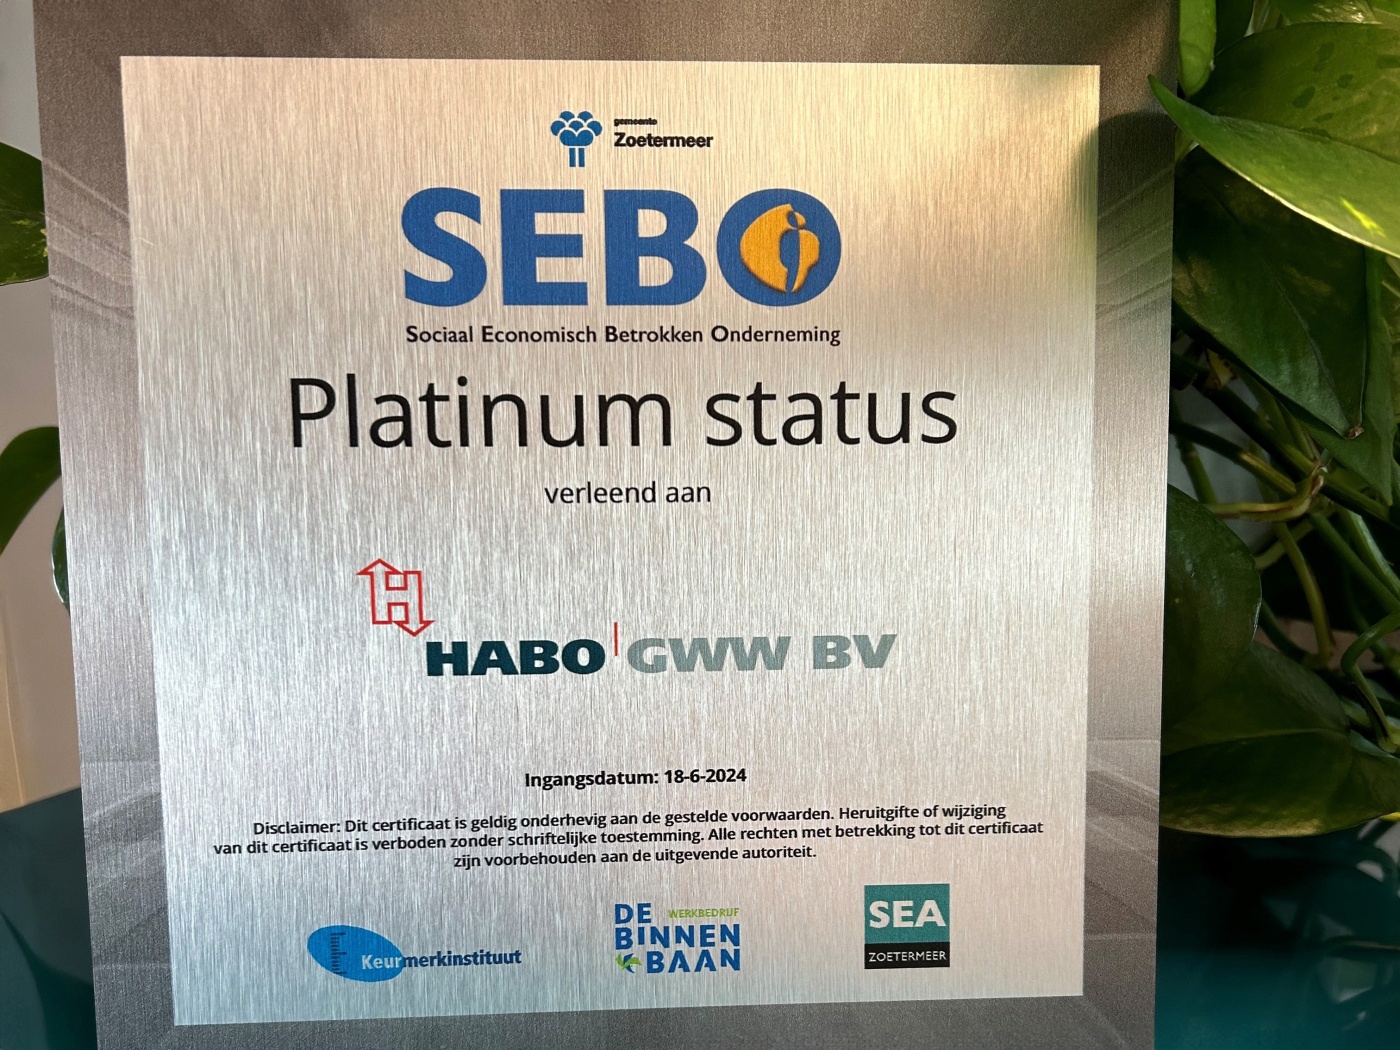 gemeente
Zoetermeer
SEBO
Sociaal Economisch Betrokken Onderneming
Platinum status
verleend aan
H
HABO GWW BV
Ingangsdatum: 18-6-2024
Disclaimer: Dit certificaat is geldig onderhevig aan de gestelde voorwaarden. Heruitgifte of wijziging
van dit certificaat is verboden zonder schriftelijke toestemming. Alle rechten met betrekking tot dit certificaat
zijn voorbehouden aan de uitgevende autoriteit.
Keurmerkinstituut
DE WERKBEDRIJF
BINNEN
BAAN
SEA
ZOETERMEER